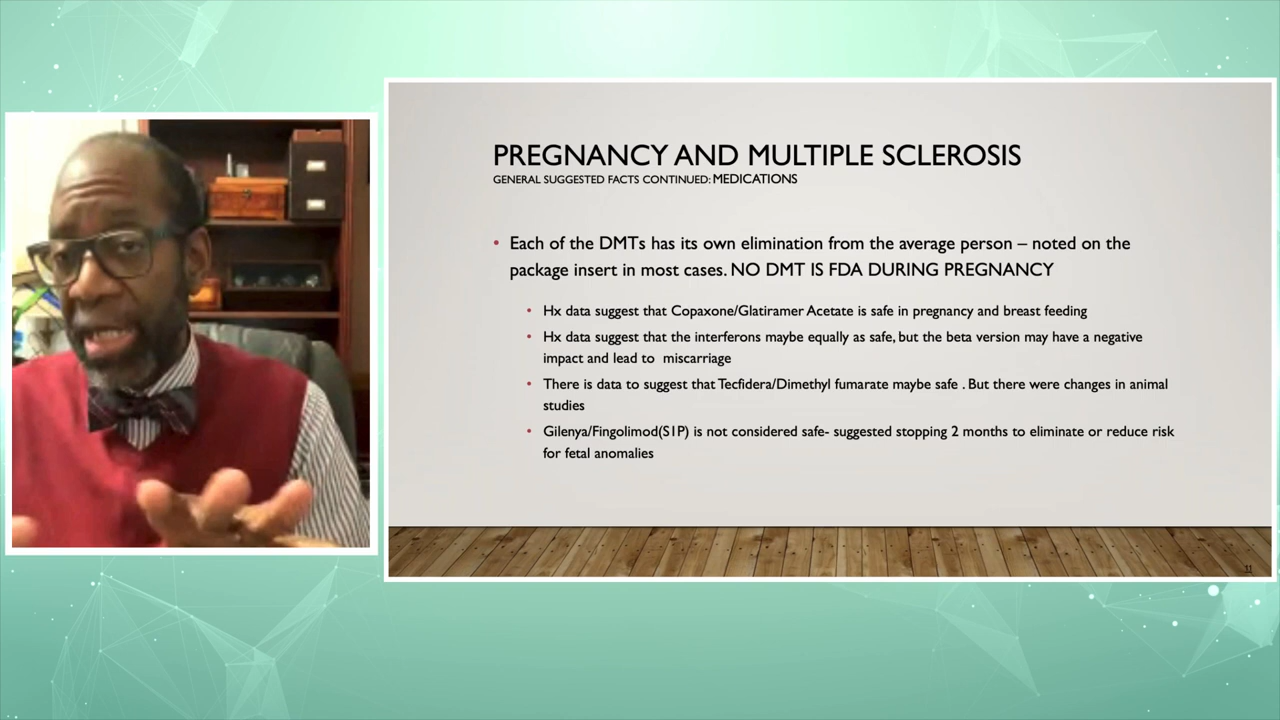 PREGNANCY AND MULTIPLE SCLEROSIS
GENERAL SUGGESTED FACTS CONTINUED: MEDICATIONS
• Each of the DMTs has its own elimination from the average person – noted on the
package insert in most cases. NO DMT IS FDA DURING PREGNANCY
• Hx data suggest that Copaxone/Glatiramer Acetate is safe in pregnancy and breast feeding
• Hx data suggest that the interferons maybe equally as safe, but the beta version may have a negative
impact and lead to miscarriage
• There is data to suggest that Tecfidera/Dimethyl fumarate maybe safe . But there were changes in animal
studies
• Gilenya/Fingolimod(S1P) is not considered safe- suggested stopping 2 months to eliminate or reduce risk
for fetal anomalies
11